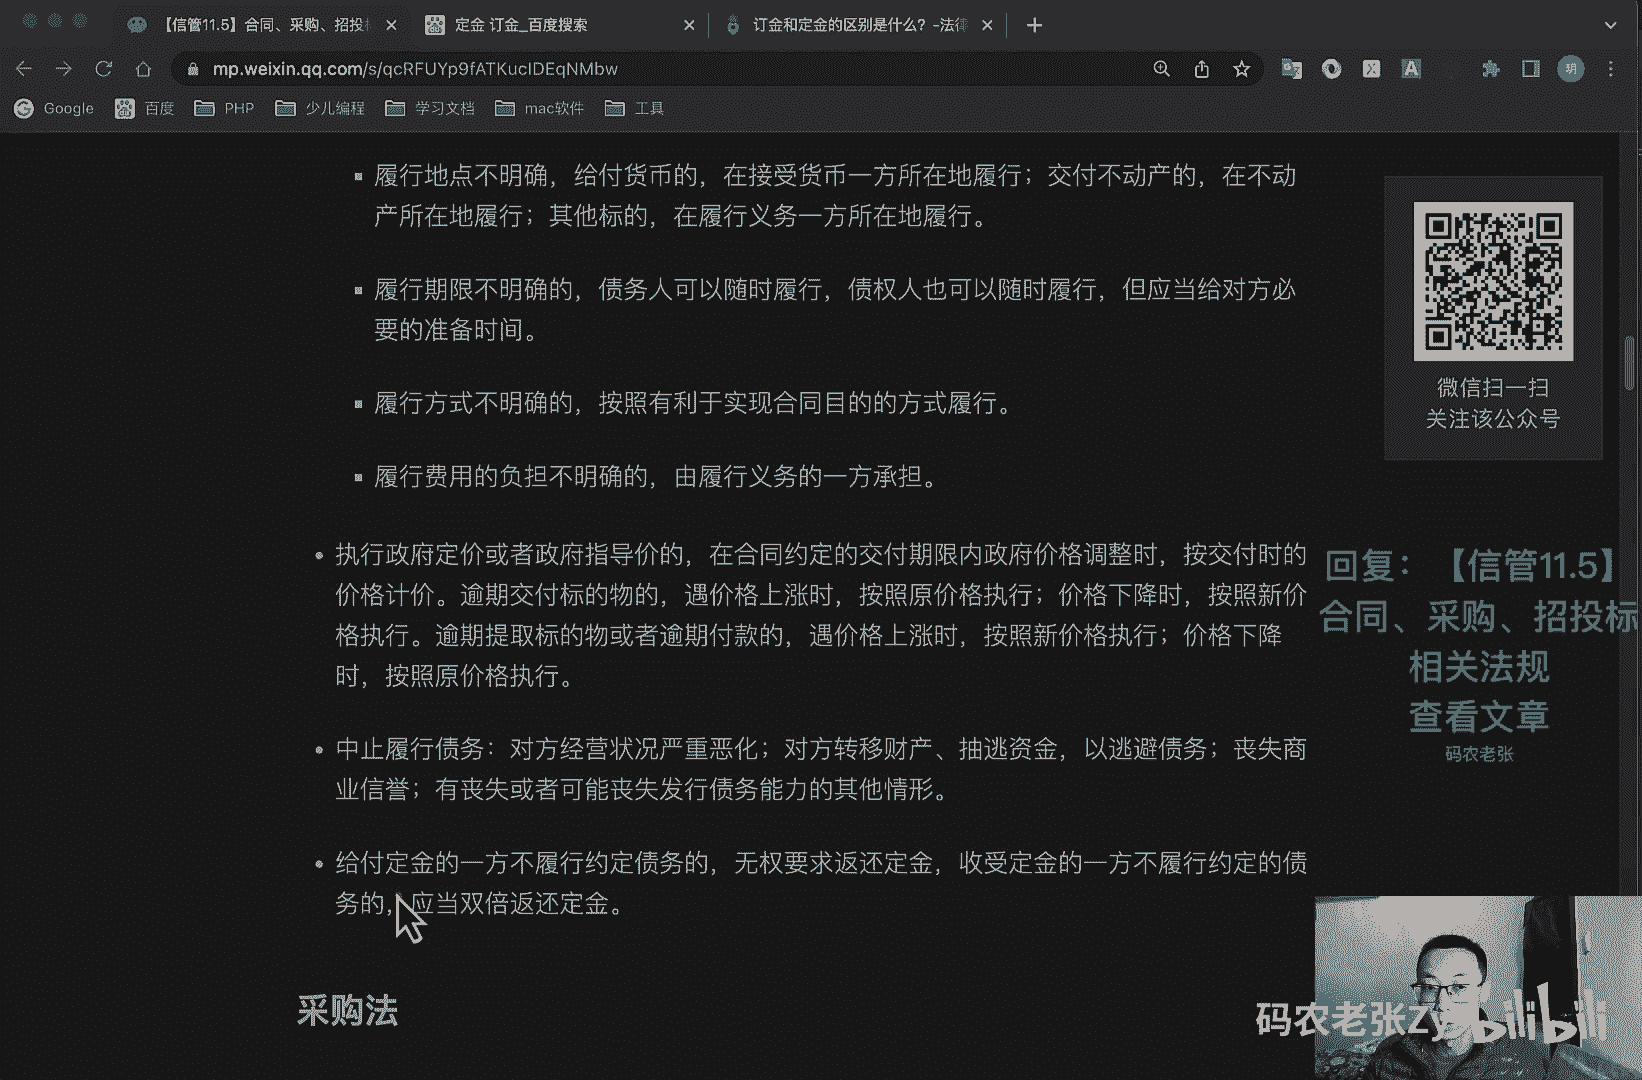 【信管11.5】合同、采购、招投标
定金 订金_百度搜索
订金和定金的区别是什么？-法律
mp.weixin.qq.com/s/qcRFUYp9fATKucIDEqNMbw
玥
Google
百度
PHP
少儿编程
学习文档
mac软件
工具
履行地点不明确，给付货币的，在接受货币一方所在地履行；交付不动产的，在不动
产所在地履行；其他标的，在履行义务一方所在地履行。
履行期限不明确的，债务人可以随时履行，债权人也可以随时履行，但应当给对方必
要的准备时间。
履行方式不明确的，按照有利于实现合同目的的方式履行。
履行费用的负担不明确的，由履行义务的一方承担。
执行政府定价或者政府指导价的，在合同约定的交付期限内政府价格调整时，按交付时的
价格计价。逾期交付标的物的，遇价格上涨时，按照原价格执行；价格下降时，按照新价
格执行。逾期提取标的物或者逾期付款的，遇价格上涨时，按照新价格执行；价格下降
时，按照原价格执行。
中止履行债务：对方经营状况严重恶化；对方转移财产、抽逃资金，以逃避债务；丧失商
业信誉；有丧失或者可能丧失发行债务能力的其他情形。
给付定金的一方不履行约定债务的，无权要求返还定金，收受定金的一方不履行约定的债
务的，应当双倍返还定金。
采购法
微信扫一扫
关注该公众号
回复：【信管11.5】
合同、采购、招投标
相关法规
查看文章
码农老张
码农老张Zy
bilibili